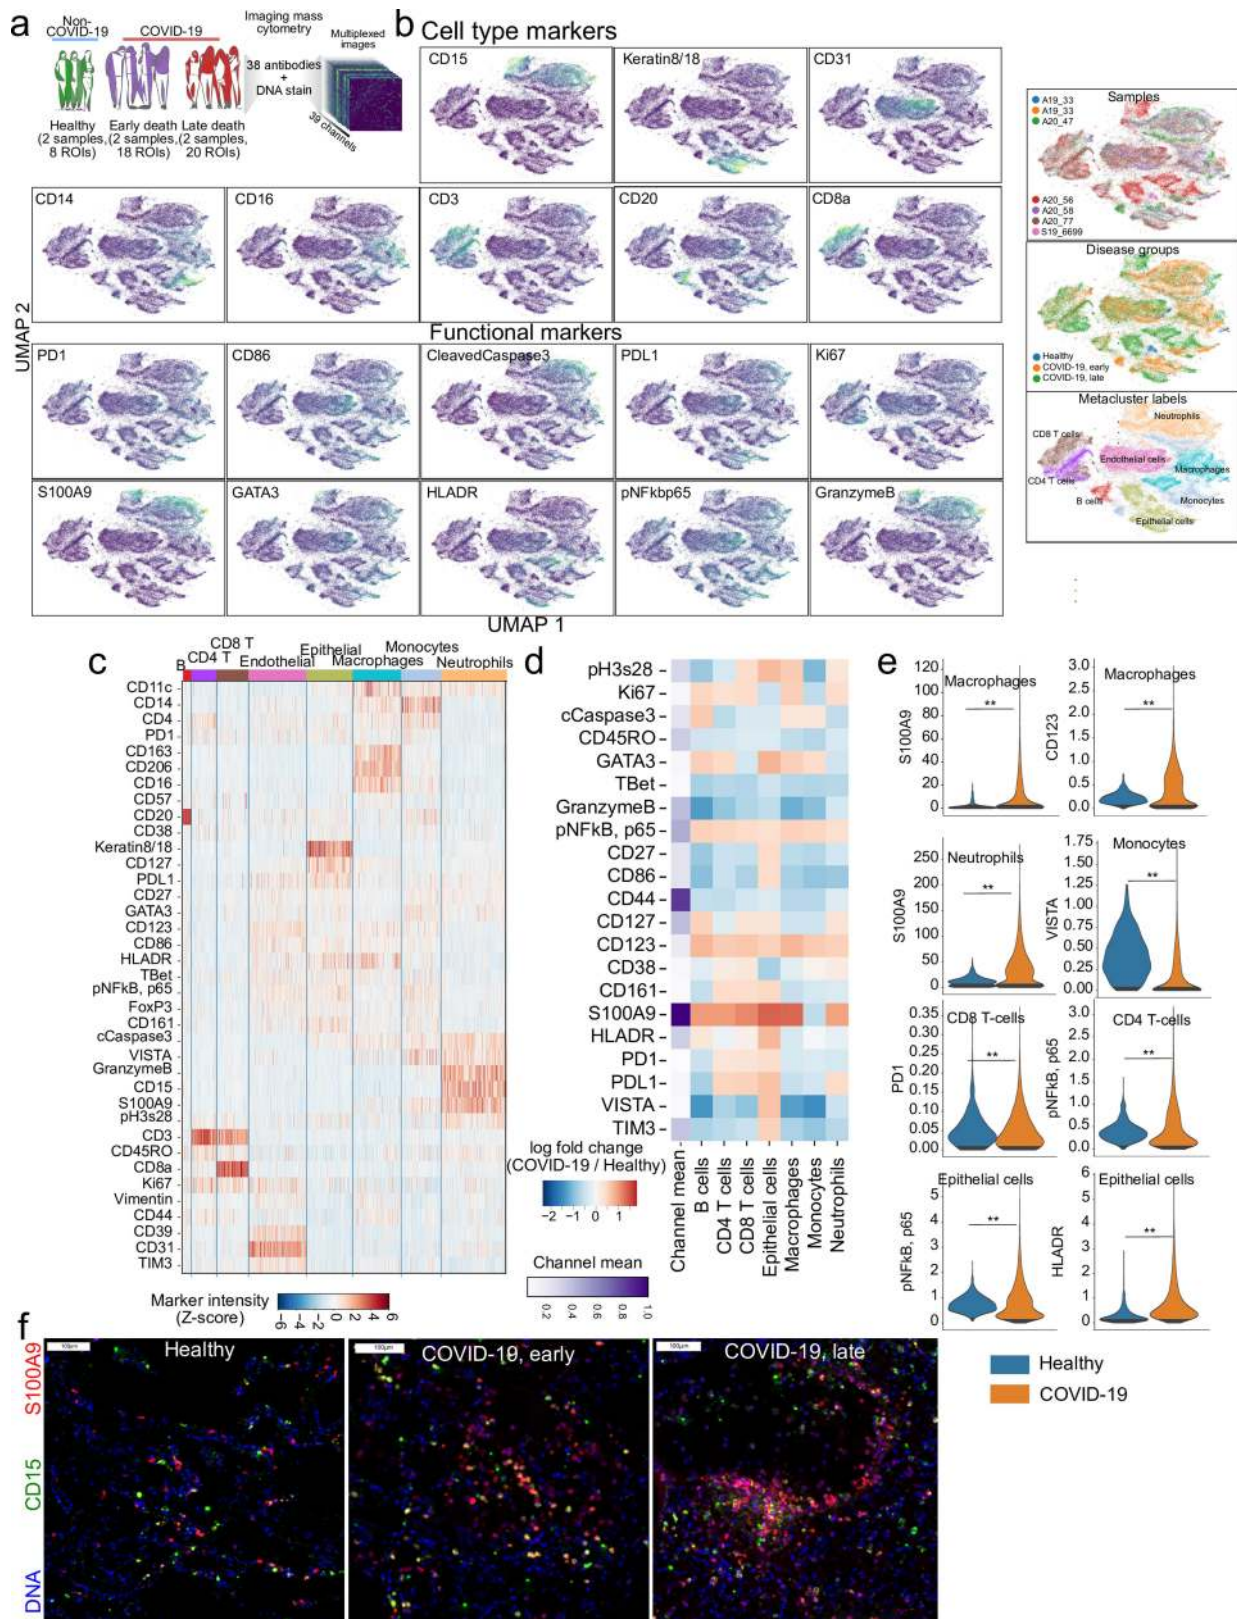 a
Non-
COVID-19
COVID-19
Healthy
(2 samples,
8 ROIs)
Early death
(2 samples,
18 ROIs)
Late death
(2 samples,
20 ROIs)
Imaging mass
cytometry
38 antibodies
+
DNA stain
Multiplexed
images
39 channels
b
Cell type markers
CD15
Keratin8/18
CD31
CD14
CD16
CD3
CD20
CD8a
Functional markers
PD1
CD86
CleavedCaspase3
PDL1
Ki67
S100A9
GATA3
HLADR
pNFkbp65
GranzymeB
UMAP 2
UMAP 1
Samples
A19_33
A19_33
A20_47
A20_56
A20_58
A20_77
S19_6699
Disease groups
Healthy
COVID-19, early
COVID-19, late
Metacluster labels
Neutrophils
CD8 T cells
Endothelial cells
Macrophages
CD4 T cells
B cells
Monocytes
Epithelial cells
c
B
CD4 T
CD8 T
Endothelial
Epithelial
Macrophages
Monocytes
Neutrophils
CD11c
CD14
CD4
PD1
CD163
CD206
CD16
CD57
CD20
CD38
Keratin8/18
CD127
PDL1
CD27
GATA3
CD123
CD86
HLADR
TBet
pNFkB, p65
FoxP3
CD161
cCaspase3
VISTA
GranzymeB
CD15
S100A9
pH3s28
CD3
CD45RO
CD8a
Ki67
Vimentin
CD44
CD39
CD31
TIM3
Marker intensity
(Z-score)
-6
-4
-2
0
2
4
6
d
pH3s28
Ki67
cCaspase3
CD45RO
GATA3
TBet
GranzymeB
pNFkB, p65
CD27
CD86
CD44
CD127
CD123
CD38
CD161
S100A9
HLADR
PD1
PDL1
VISTA
TIM3
Channel mean
B cells
CD4 T cells
CD8 T cells
Epithelial cells
Macrophages
Monocytes
Neutrophils
log fold change
(COVID-19 / Healthy)
-2 -1 0 1
Channel mean
0.2 0.4 0.6 0.8 1.0
e
Macrophages
S100A9
120
100
80
60
40
20
0
**
Macrophages
CD123
3.0
2.5
2.0
1.5
1.0
0.5
0.0
**
Neutrophils
S100A9
250
200
150
100
50
0
**
Monocytes
VISTA
1.75
1.50
1.25
1.00
0.75
0.50
0.25
0.00
**
CD8 T-cells
PD1
0.35
0.30
0.25
0.20
0.15
0.10
0.05
0.00
**
CD4 T-cells
pNFkB, p65
3.0
2.5
2.0
1.5
1.0
0.5
0.0
**
Epithelial cells
pNFkB, p65
5
4
3
2
1
0
**
Epithelial cells
HLADR
5
4
3
2
1
0
**
Healthy
COVID-19
f
S100A9
CD15
DNA
100μm
Healthy
100μm
COVID-19, early
100μm
COVID-19, late